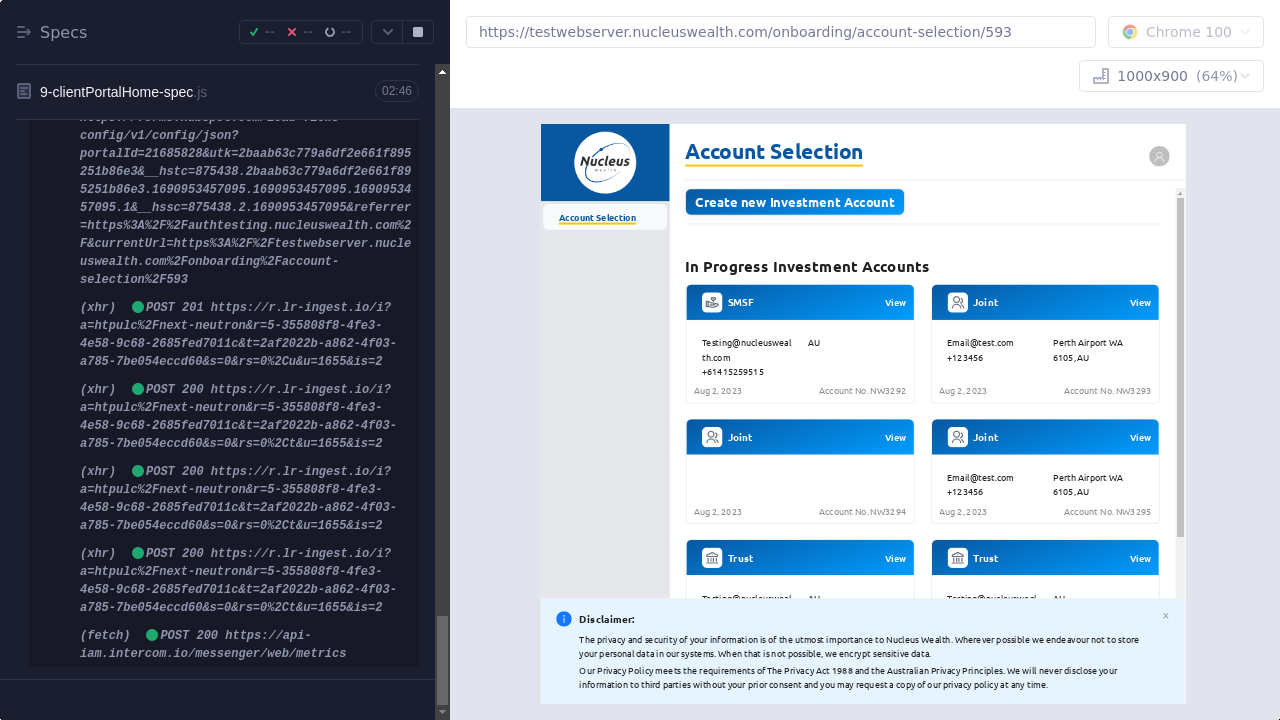 Specs
--
--
--
9-clientPortalHome-spec.js
02:46
config/v1/config/json?
portalId=21685828&utk=2baab63c779a6df2e661f895
251b86e3&__hstc=875438.2baab63c779a6df2e661f89
5251b86e3.1690953457095.1690953457095.16909534
57095.1&__hssc=875438.2.1690953457095&referrer
=https%3A%2F%2Fauthtesting.nucleuswealth.com%2
F&currentUrl=https%3A%2F%2Ftestwebserver.nucle
uswealth.com%2Fonboarding%2Faccount-
selection%2F593
(xhr) POST 201 https://r.lr-ingest.io/i?
a=htpulc%2Fnext-neutron&r=5-355808f8-4fe3-
4e58-9c68-2685fed7011c&t=2af2022b-a862-4f03-
a785-7be054eccd60&s=0&rs=0%2Cu&u=1655&is=2
(xhr) POST 200 https://r.lr-ingest.io/i?
a=htpulc%2Fnext-neutron&r=5-355808f8-4fe3-
4e58-9c68-2685fed7011c&t=2af2022b-a862-4f03-
a785-7be054eccd60&s=0&rs=0%2Ct&u=1655&is=2
(xhr) POST 200 https://r.lr-ingest.io/i?
a=htpulc%2Fnext-neutron&r=5-355808f8-4fe3-
4e58-9c68-2685fed7011c&t=2af2022b-a862-4f03-
a785-7be054eccd60&s=0&rs=0%2Ct&u=1655&is=2
(xhr) POST 200 https://r.lr-ingest.io/i?
a=htpulc%2Fnext-neutron&r=5-355808f8-4fe3-
4e58-9c68-2685fed7011c&t=2af2022b-a862-4f03-
a785-7be054eccd60&s=0&rs=0%2Ct&u=1655&is=2
(fetch) POST 200 https://api-
iam.intercom.io/messenger/web/metrics
https://testwebserver.nucleuswealth.com/onboarding/account-selection/593
Chrome 100
1000x900 (64%)
Nucleus
Wealth
Account Selection
Account Selection
Create new Investment Account
In Progress Investment Accounts
SMSF
View
Testing@nucleusweal
th.com
+61415259515
AU
Aug 2, 2023
Account No. NW3292
Joint
View
Email@test.com
+123456
Perth Airport WA
6105, AU
Aug 2, 2023
Account No. NW3293
Joint
View
Aug 2, 2023
Account No. NW3294
Joint
View
Email@test.com
+123456
Perth Airport WA
6105, AU
Aug 2, 2023
Account No. NW3295
Trust
View
Testing@nucleusweal
AU
Trust
View
Testing@nucleusweal
AU
Disclaimer:
The privacy and security of your information is of the utmost importance to Nucleus Wealth. Wherever possible we endeavour not to store
your personal data in our systems. When that is not possible, we encrypt sensitive data.
Our Privacy Policy meets the requirements of The Privacy Act 1988 and the Australian Privacy Principles. We will never disclose your
information to third parties without your prior consent and you may request a copy of our privacy policy at any time.